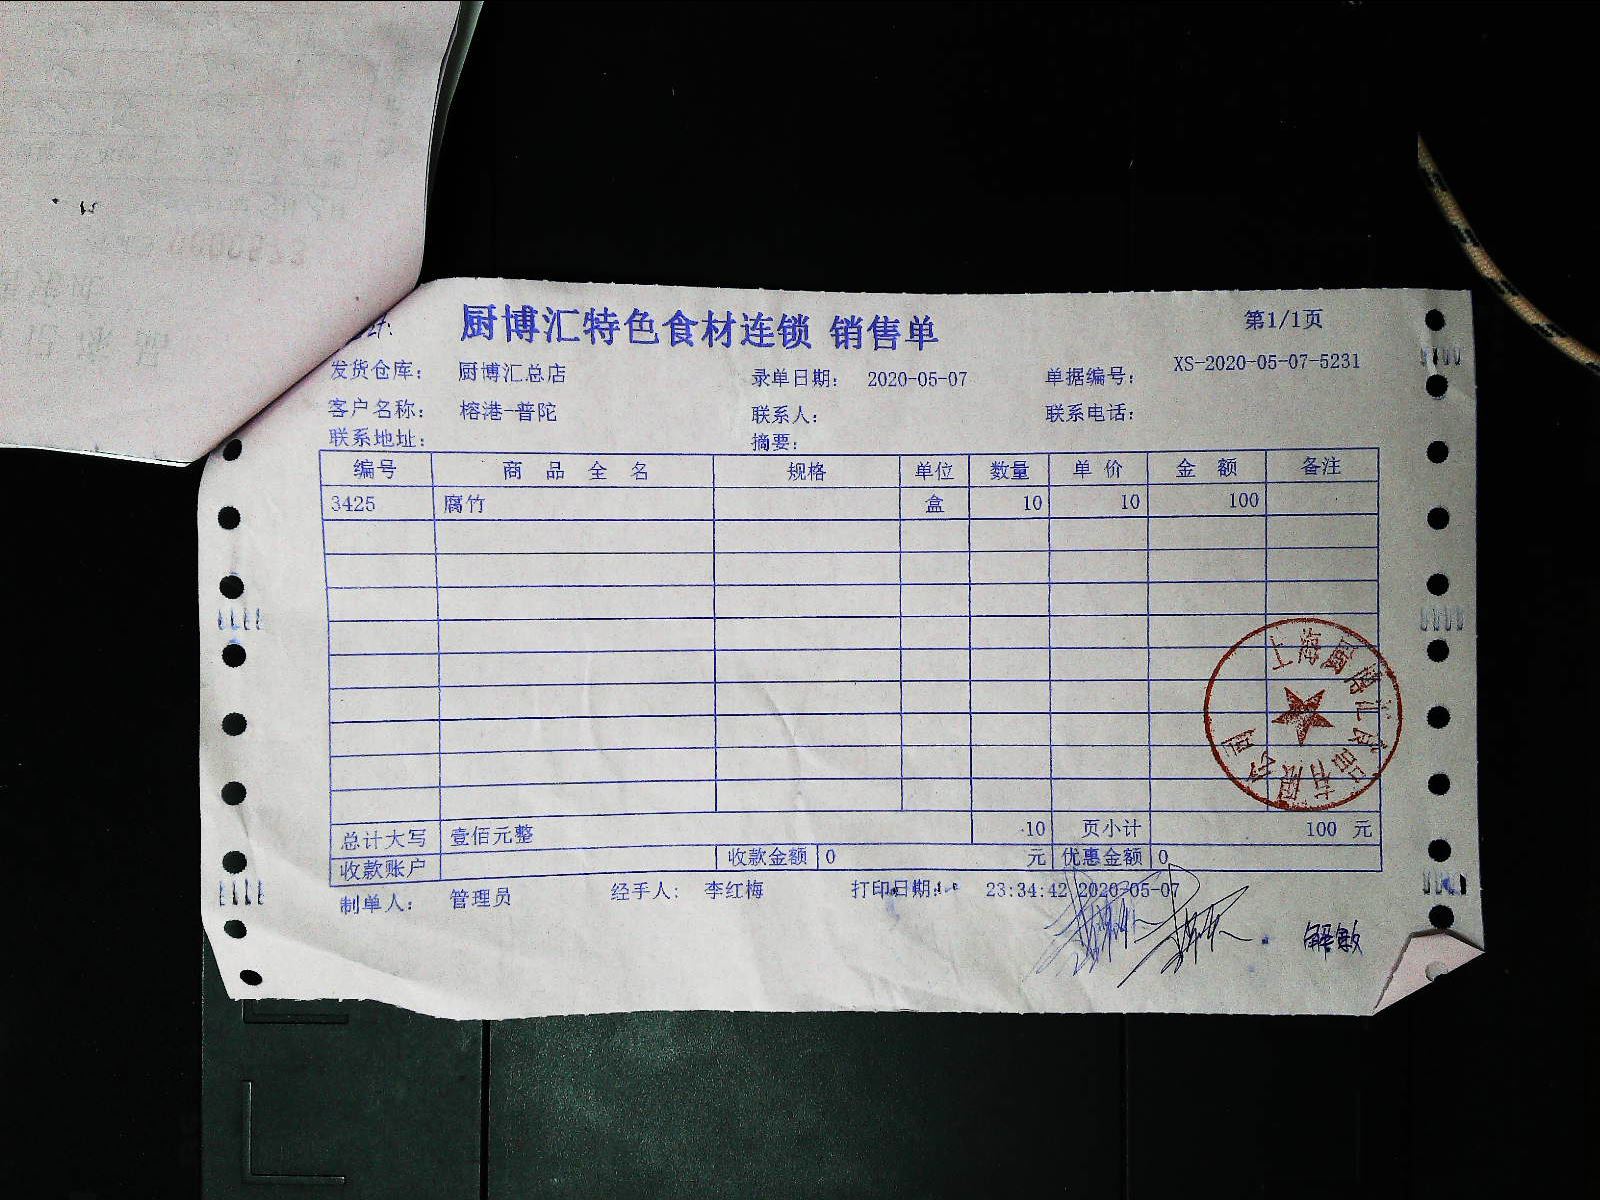 厨博汇特色食材连锁 销售单
第1/1页
发货仓库： 厨博汇总店 录单日期： 2020-05-07 单据编号： XS-2020-05-07-5231
客户名称： 榕港-普陀 联系人： 联系电话：
联系地址： 摘要：
编号 商品全名 规格 单位 数量 单价 金额 备注
3425 腐竹 盒 10 10 100
总计大写 壹佰元整 10 页小计 100 元
收款账户 收款金额 0 元 优惠金额 0
制单人： 管理员 经手人： 李红梅 打印日期： 23:34:42 2020-05-07
上海厨博汇食品有限公司